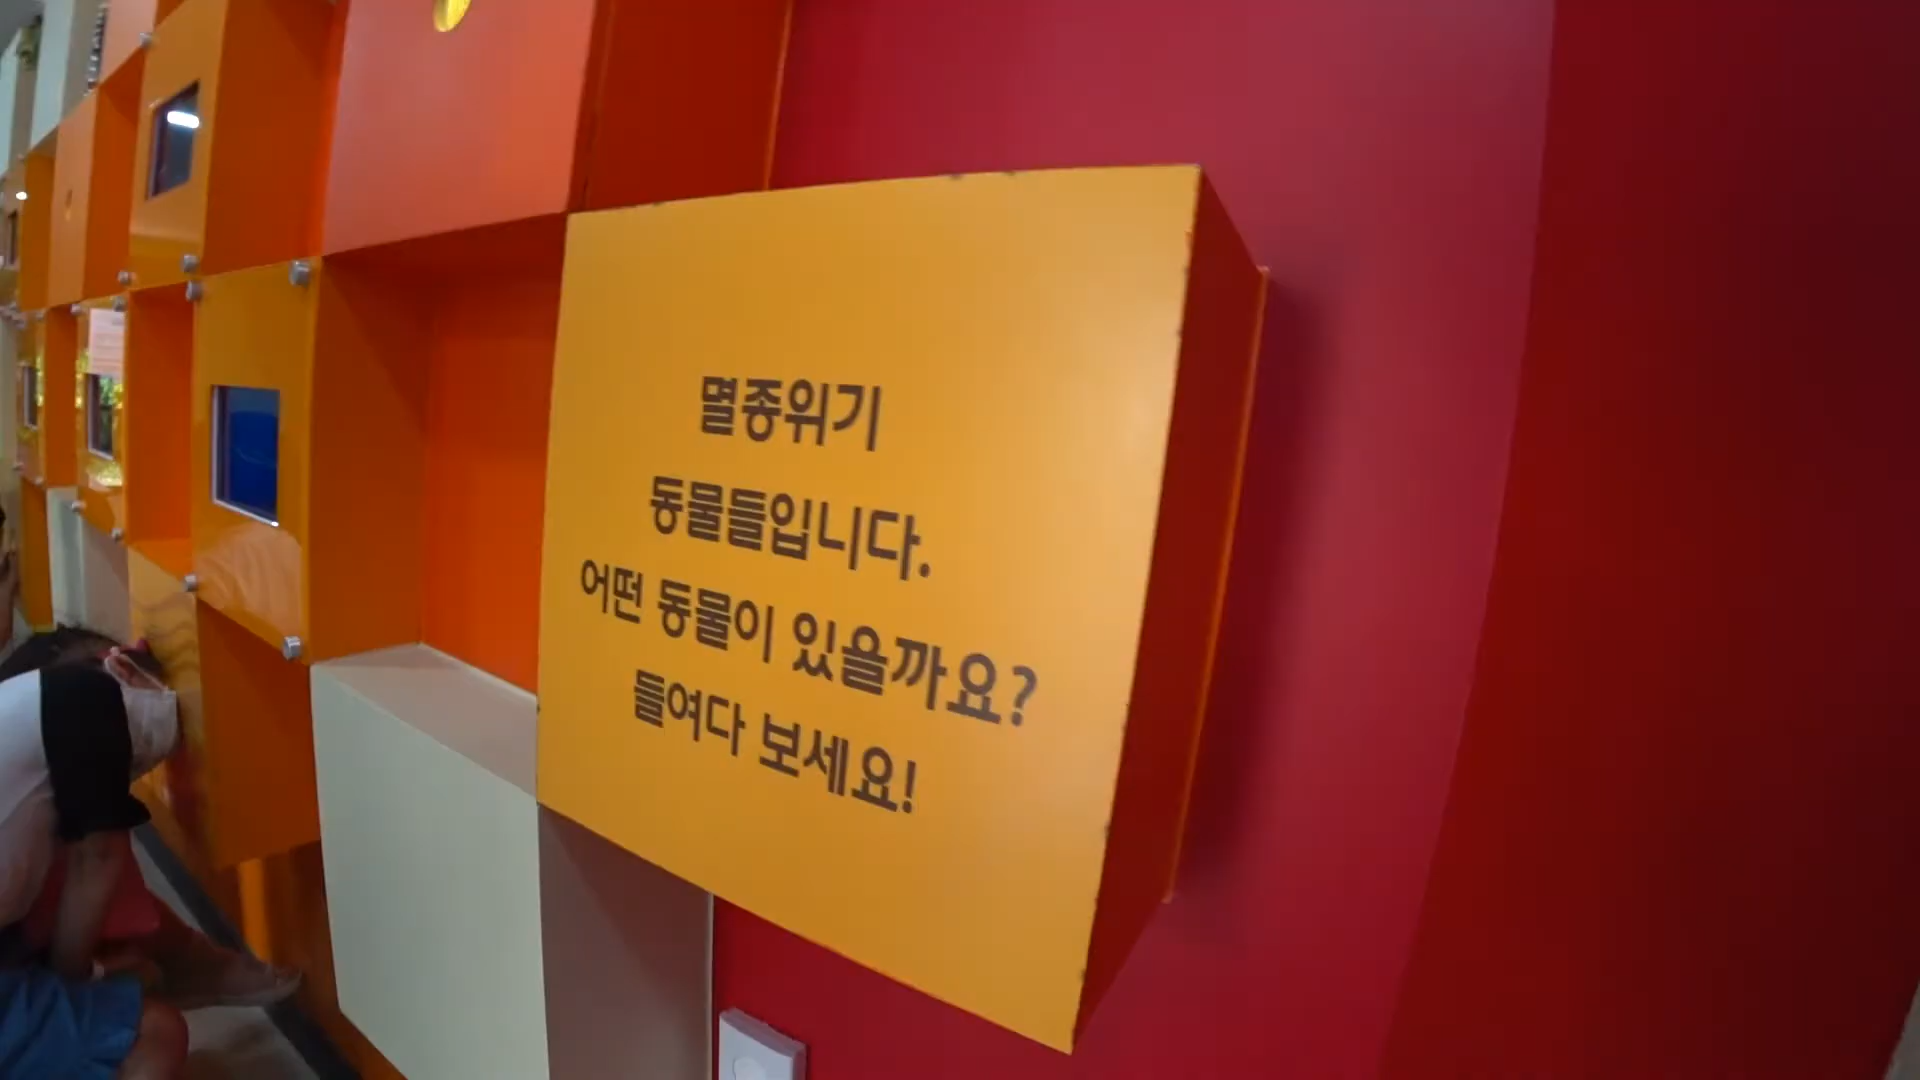 멸종위기
동물들입니다.
어떤 동물이 있을까요?
들여다 보세요!